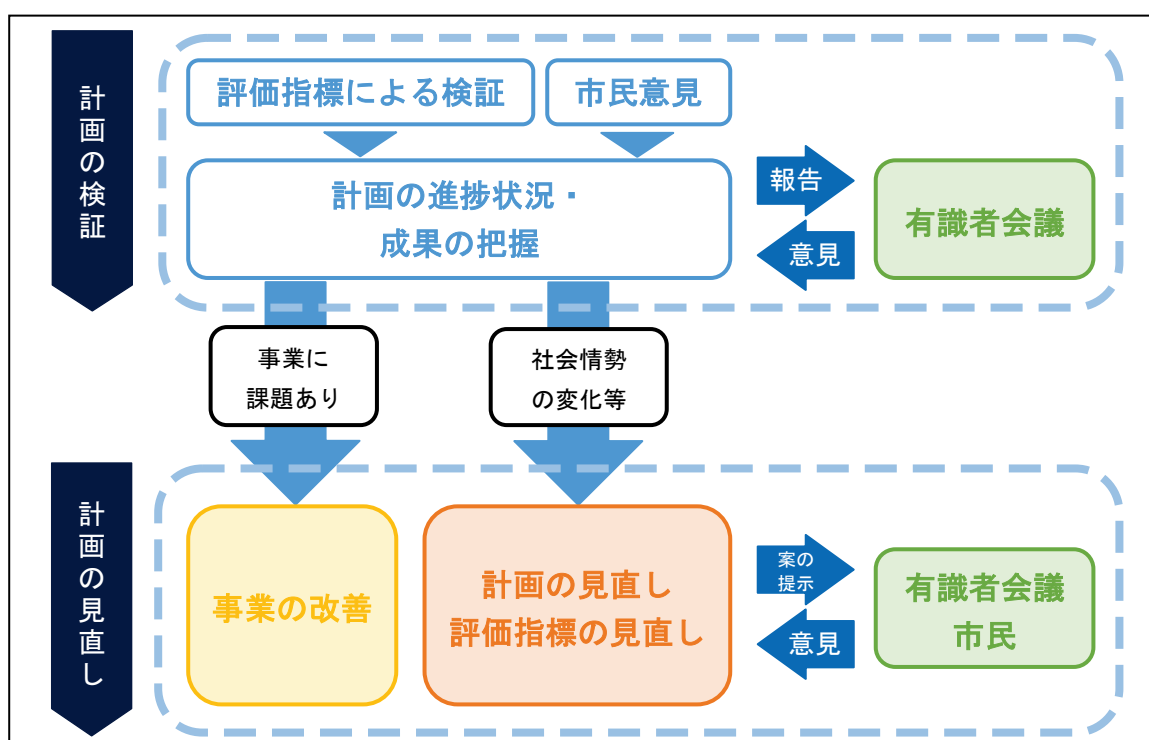 計画の検証
評価指標による検証
市民意見
計画の進捗状況・
成果の把握
報告
意見
有識者会議
事業に
課題あり
社会情勢
の変化等
計画の見直し
事業の改善
計画の見直し
評価指標の見直し
案の
提示
意見
有識者会議
市民